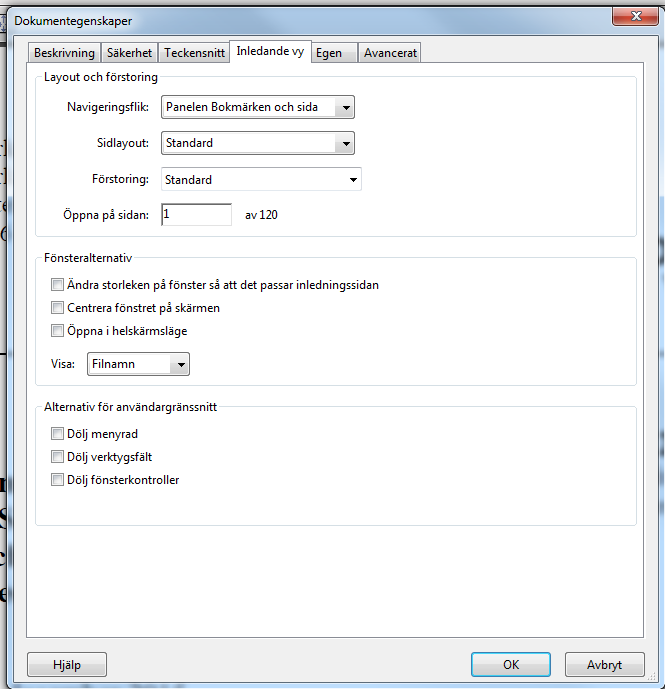 Dokumentegenskaper
Beskrivning Säkerhet Teckensnitt Inledande vy Egen Avancerat
Layout och förstoring
Navigeringsflik: Panelen Bokmärken och sida
Sidlayout: Standard
Förstoring: Standard
Öppna på sidan: 1 av 120
Fönsteralternativ
Ändra storleken på fönster så att det passar inledningssidan
Centrera fönstret på skärmen
Öppna i helskärmsläge
Visa: Filnamn
Alternativ för användargränssnitt
Dölj menyrad
Dölj verktygsfält
Dölj fönsterkontroller
Hjälp OK Avbryt